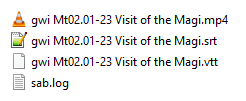 gwi Mt02.01-23 Visit of the Magi.mp4
gwi Mt02.01-23 Visit of the Magi.srt
gwi Mt02.01-23 Visit of the Magi.vtt
sab.log